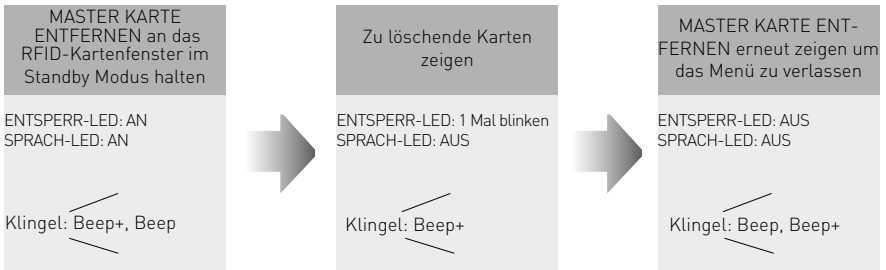 MASTER KARTE
ENTFERNEN an das
RFID-Kartenfenster im
Standby Modus halten
ENTSPERR-LED: AN
SPRACH-LED: AN
Klingel: Beep+, Beep
Zu löschende Karten
zeigen
ENTSPERR-LED: 1 Mal blinken
SPRACH-LED: AUS
Klingel: Beep+
MASTER KARTE ENT-
FERNEN erneut zeigen um
das Menü zu verlassen
ENTSPERR-LED: AUS
SPRACH-LED: AUS
Klingel: Beep, Beep+